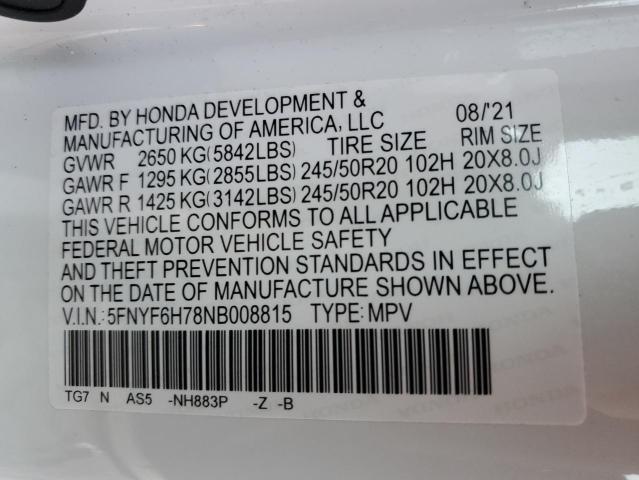 MFD. BY HONDA DEVELOPMENT & 08/'21
MANUFACTURING OF AMERICA, LLC
GVWR 2650 KG(5842LBS) TIRE SIZE RIM SIZE
GAWR F 1295 KG(2855LBS) 245/50R20 102H 20X8.0J
GAWR R 1425 KG(3142LBS) 245/50R20 102H 20X8.0J
THIS VEHICLE CONFORMS TO ALL APPLICABLE
FEDERAL MOTOR VEHICLE SAFETY
AND THEFT PREVENTION STANDARDS IN EFFECT
ON THE DATE OF MANUFACTURE SHOWN ABOVE.
V.I.N.:5FNYF6H78NB008815 TYPE:MPV
TG7 N AS5 -NH883P -Z -B